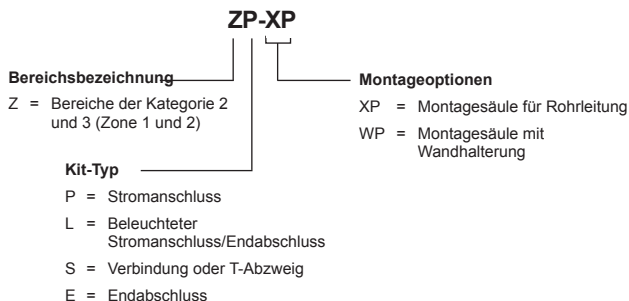 ZP-XP
Bereichsbezeichnung
Z = Bereiche der Kategorie 2
und 3 (Zone 1 und 2)
Kit-Typ
P = Stromanschluss
L = Beleuchteter
Stromanschluss/Endabschluss
S = Verbindung oder T-Abzweig
E = Endabschluss
Montageoptionen
XP = Montagesäule für Rohrleitung
WP = Montagesäule mit
Wandhalterung